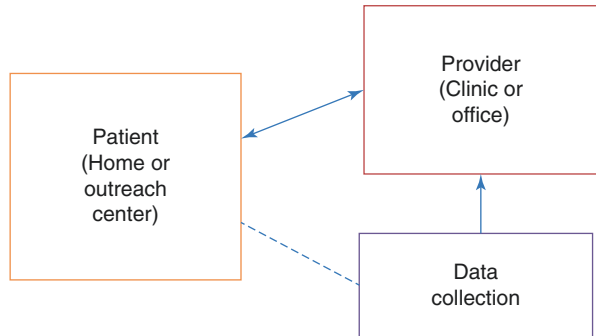 Patient
(Home or
outreach
center)
Provider
(Clinic or
office)
Data
collection